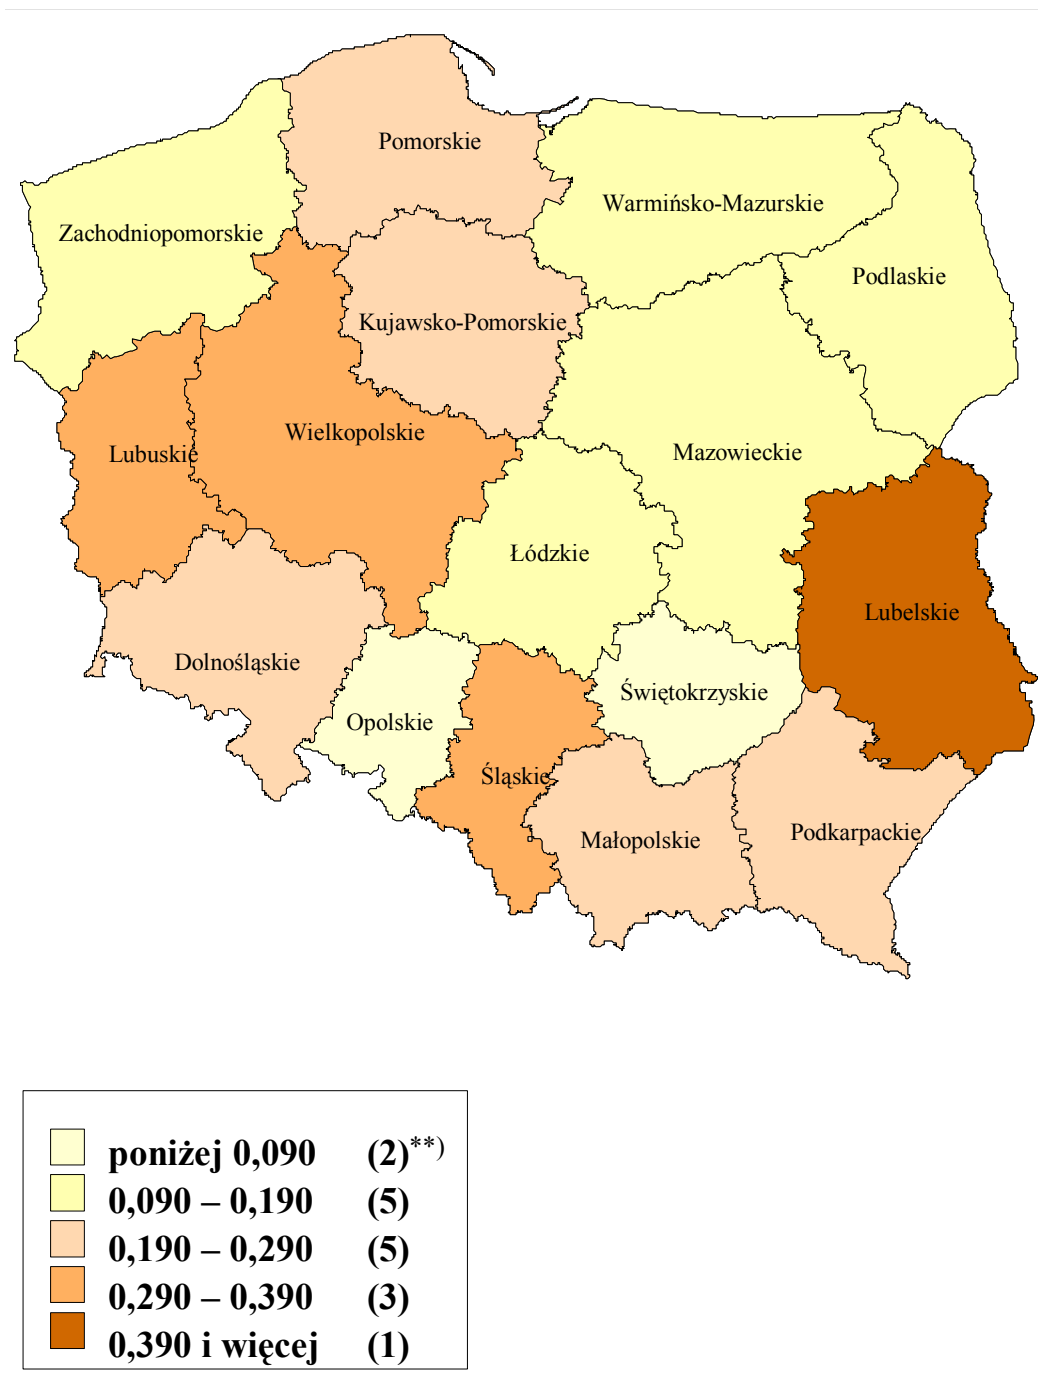 Pomorskie
Warmińsko-Mazurskie
Zachodniopomorskie
Podlaskie
Kujawsko-Pomorskie
Wielkopolskie
Lubuskie
Mazowieckie
Łódzkie
Lubelskie
Dolnośląskie
Świętokrzyskie
Opolskie
Śląskie
Małopolskie
Podkarpackie
poniżej 0,090 (2)**)
0,090 – 0,190 (5)
0,190 – 0,290 (5)
0,290 – 0,390 (3)
0,390 i więcej (1)